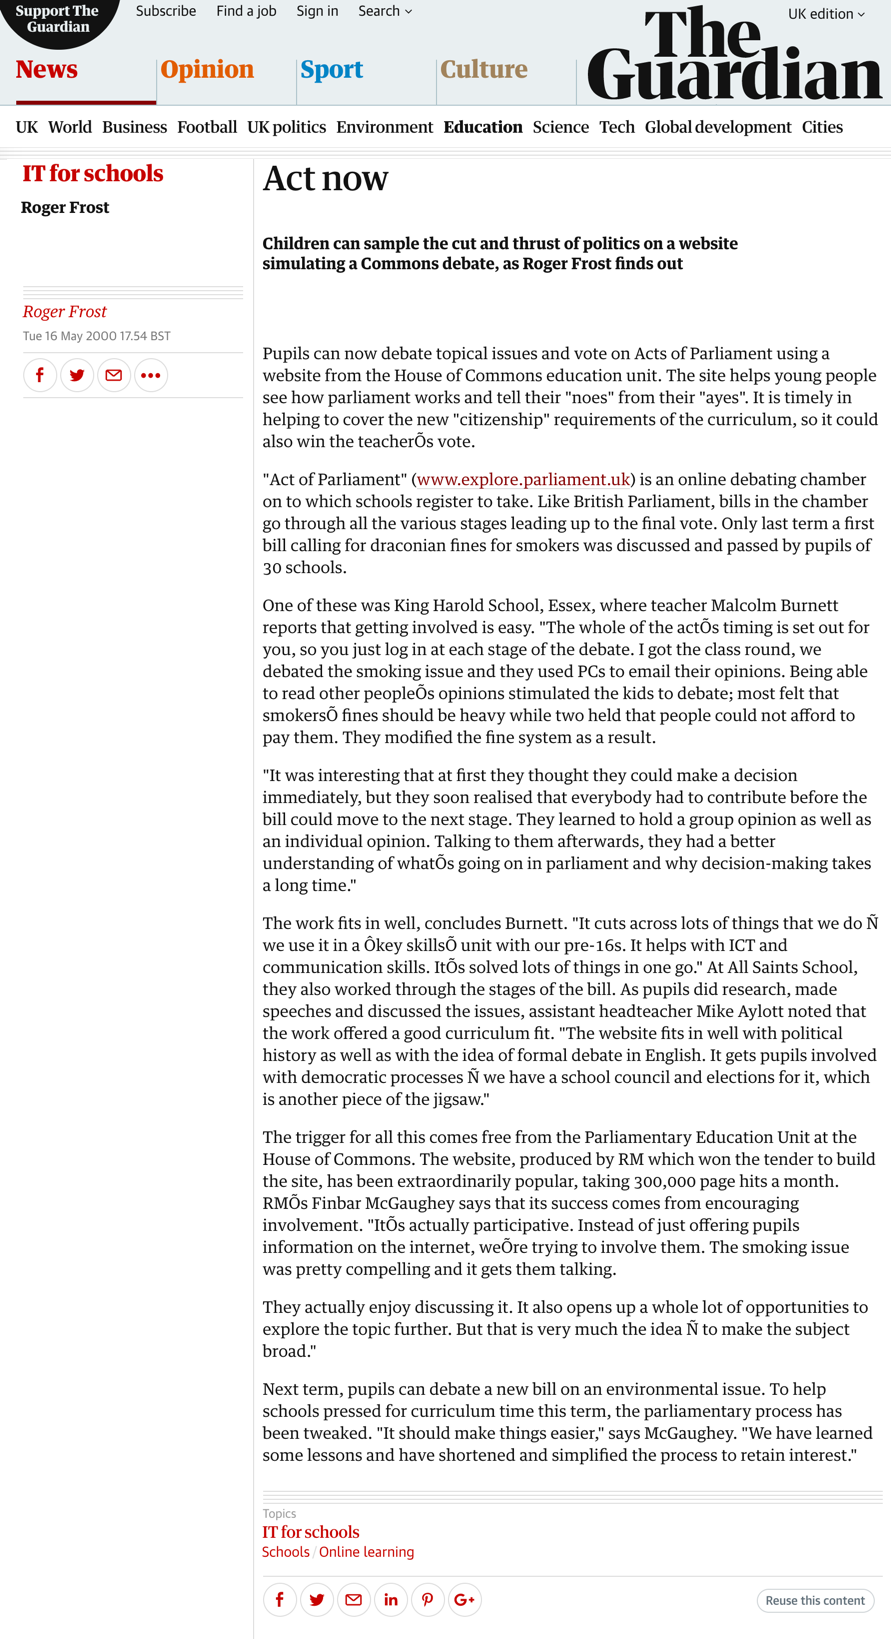 Support The
Guardian
Subscribe Find a job Sign in Search
UK edition
The
Guardian
News Opinion Sport Culture
UK World Business Football UK politics Environment Education Science Tech Global development Cities
IT for schools
Roger Frost
Roger Frost
Tue 16 May 2000 17.54 BST
Act now
Children can sample the cut and thrust of politics on a website
simulating a Commons debate, as Roger Frost finds out
Pupils can now debate topical issues and vote on Acts of Parliament using a
website from the House of Commons education unit. The site helps young people
see how parliament works and tell their "noes" from their "ayes". It is timely in
helping to cover the new "citizenship" requirements of the curriculum, so it could
also win the teacherÕs vote.
"Act of Parliament" (www.explore.parliament.uk) is an online debating chamber
on to which schools register to take. Like British Parliament, bills in the chamber
go through all the various stages leading up to the final vote. Only last term a first
bill calling for draconian fines for smokers was discussed and passed by pupils of
30 schools.
One of these was King Harold School, Essex, where teacher Malcolm Burnett
reports that getting involved is easy. "The whole of the actÕs timing is set out for
you, so you just log in at each stage of the debate. I got the class round, we
debated the smoking issue and they used PCs to email their opinions. Being able
to read other peopleÕs opinions stimulated the kids to debate; most felt that
smokersÕ fines should be heavy while two held that people could not afford to
pay them. They modified the fine system as a result.
"It was interesting that at first they thought they could make a decision
immediately, but they soon realised that everybody had to contribute before the
bill could move to the next stage. They learned to hold a group opinion as well as
an individual opinion. Talking to them afterwards, they had a better
understanding of whatÕs going on in parliament and why decision-making takes
a long time."
The work fits in well, concludes Burnett. "It cuts across lots of things that we do Ñ
we use it in a Ôkey skillsÕ unit with our pre-16s. It helps with ICT and
communication skills. ItÕs solved lots of things in one go." At All Saints School,
they also worked through the stages of the bill. As pupils did research, made
speeches and discussed the issues, assistant headteacher Mike Aylott noted that
the work offered a good curriculum fit. "The website fits in well with political
history as well as with the idea of formal debate in English. It gets pupils involved
with democratic processes Ñ we have a school council and elections for it, which
is another piece of the jigsaw."
The trigger for all this comes free from the Parliamentary Education Unit at the
House of Commons. The website, produced by RM which won the tender to build
the site, has been extraordinarily popular, taking 300,000 page hits a month.
RMÕs Finbar McGaughey says that its success comes from encouraging
involvement. "ItÕs actually participative. Instead of just offering pupils
information on the internet, weÕre trying to involve them. The smoking issue
was pretty compelling and it gets them talking.
They actually enjoy discussing it. It also opens up a whole lot of opportunities to
explore the topic further. But that is very much the idea Ñ to make the subject
broad."
Next term, pupils can debate a new bill on an environmental issue. To help
schools pressed for curriculum time this term, the parliamentary process has
been tweaked. "It should make things easier," says McGaughey. "We have learned
some lessons and have shortened and simplified the process to retain interest."
Topics
IT for schools
Schools / Online learning
Reuse this content